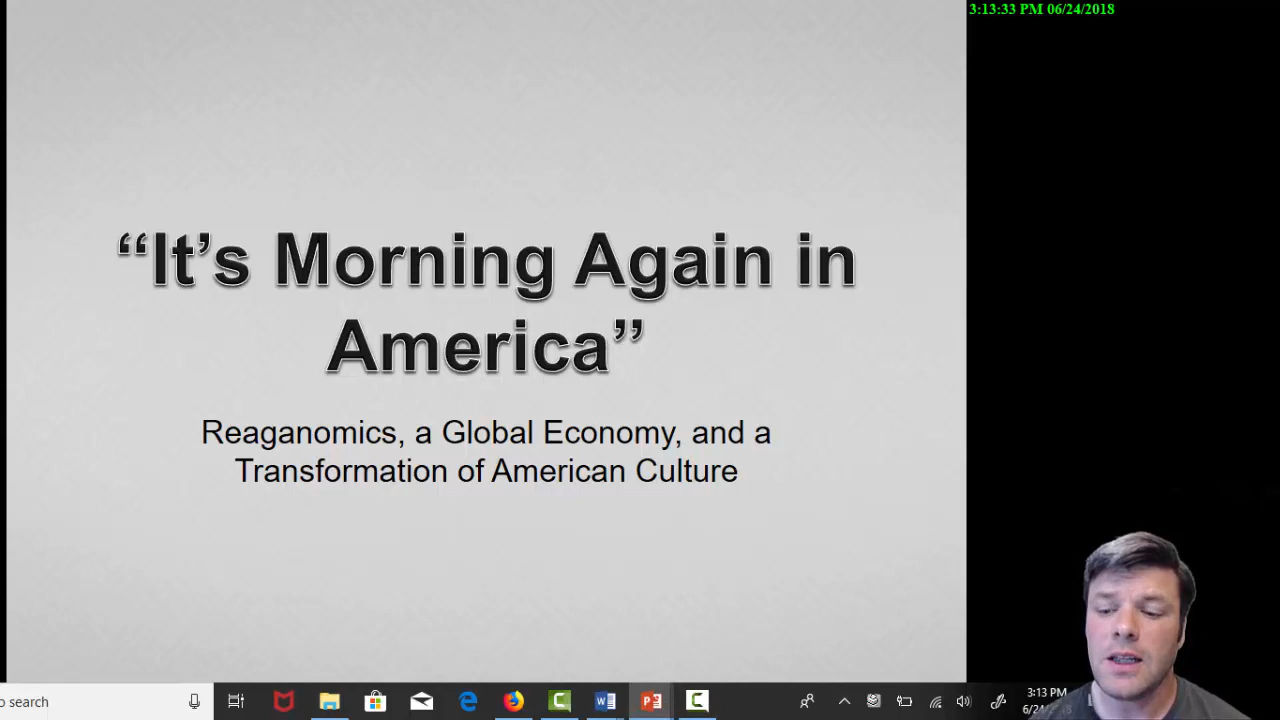 3:13:33 PM 06/24/2018
“It’s Morning Again in
America”
Reaganomics, a Global Economy, and a
Transformation of American Culture
o search
3:13 PM